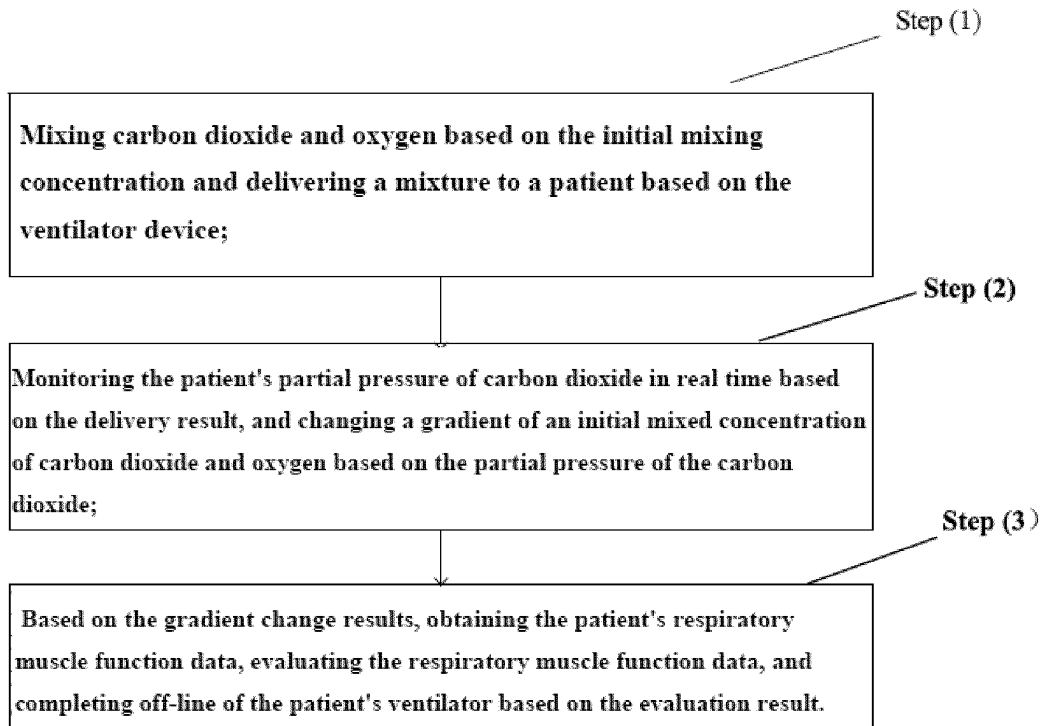 Step (1)
Mixing carbon dioxide and oxygen based on the initial mixing
concentration and delivering a mixture to a patient based on the
ventilator device;
Step (2)
Monitoring the patient's partial pressure of carbon dioxide in real time based
on the delivery result, and changing a gradient of an initial mixed concentration
of carbon dioxide and oxygen based on the partial pressure of the carbon
dioxide;
Step (3)
Based on the gradient change results, obtaining the patient's respiratory
muscle function data, evaluating the respiratory muscle function data, and
completing off-line of the patient's ventilator based on the evaluation result.